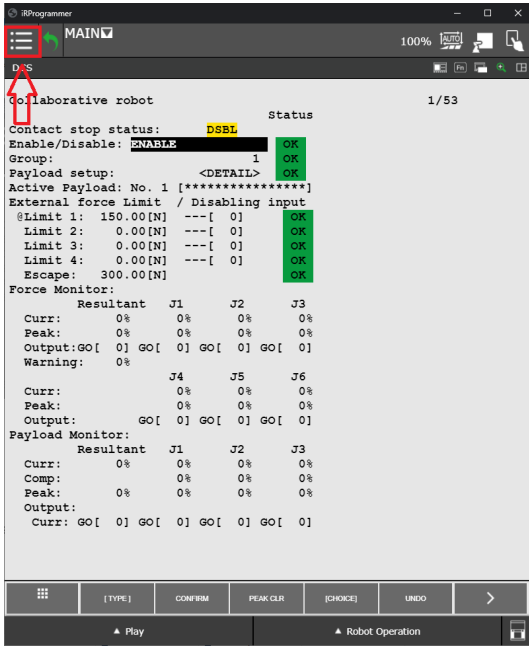 iRProgrammer
MAIN
100% AUTO
DCS
Fn
Collaborative robot 1/53
Status
Contact stop status: DSBL
Enable/Disable: ENABLE OK
Group: 1 OK
Payload setup: <DETAIL> OK
Active Payload: No. 1 [****************]
External force Limit / Disabling input
@Limit 1: 150.00[N] ---[ 0] OK
Limit 2: 0.00[N] ---[ 0] OK
Limit 3: 0.00[N] ---[ 0] OK
Limit 4: 0.00[N] ---[ 0] OK
Escape: 300.00[N] OK
Force Monitor:
Resultant J1 J2 J3
Curr: 0% 0% 0% 0%
Peak: 0% 0% 0% 0%
Output:GO[ 0] GO[ 0] GO[ 0] GO[ 0]
Warning: 0%
J4 J5 J6
Curr: 0% 0% 0%
Peak: 0% 0% 0%
Output: GO[ 0] GO[ 0] GO[ 0]
Payload Monitor:
Resultant J1 J2 J3
Curr: 0% 0% 0% 0%
Comp: 0% 0% 0%
Peak: 0% 0% 0% 0%
Output:
Curr: GO[ 0] GO[ 0] GO[ 0] GO[ 0]
[ TYPE ] CONFIRM PEAK CLR [CHOICE] UNDO
Play Robot Operation